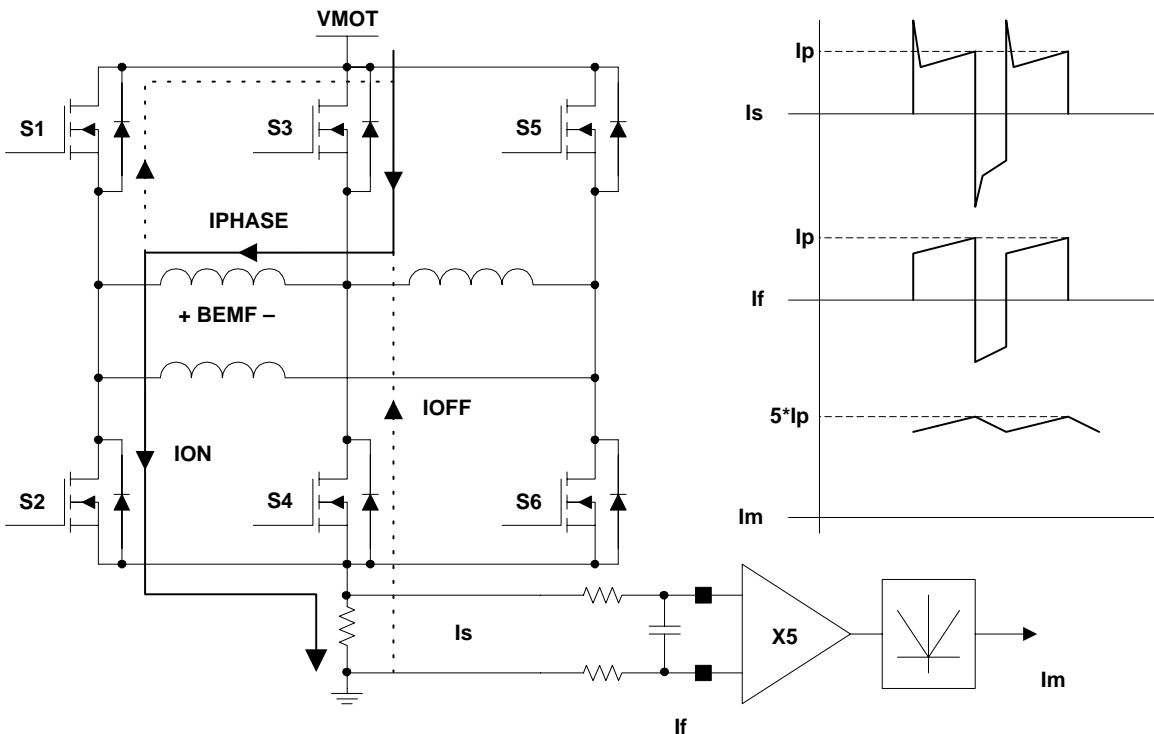 VMOT
S1
S3
S5
IPHASE
+ BEMF –
IOFF
ION
S2
S4
S6
Is
X5
Im
If
Ip
Is
Ip
If
5*Ip
Im